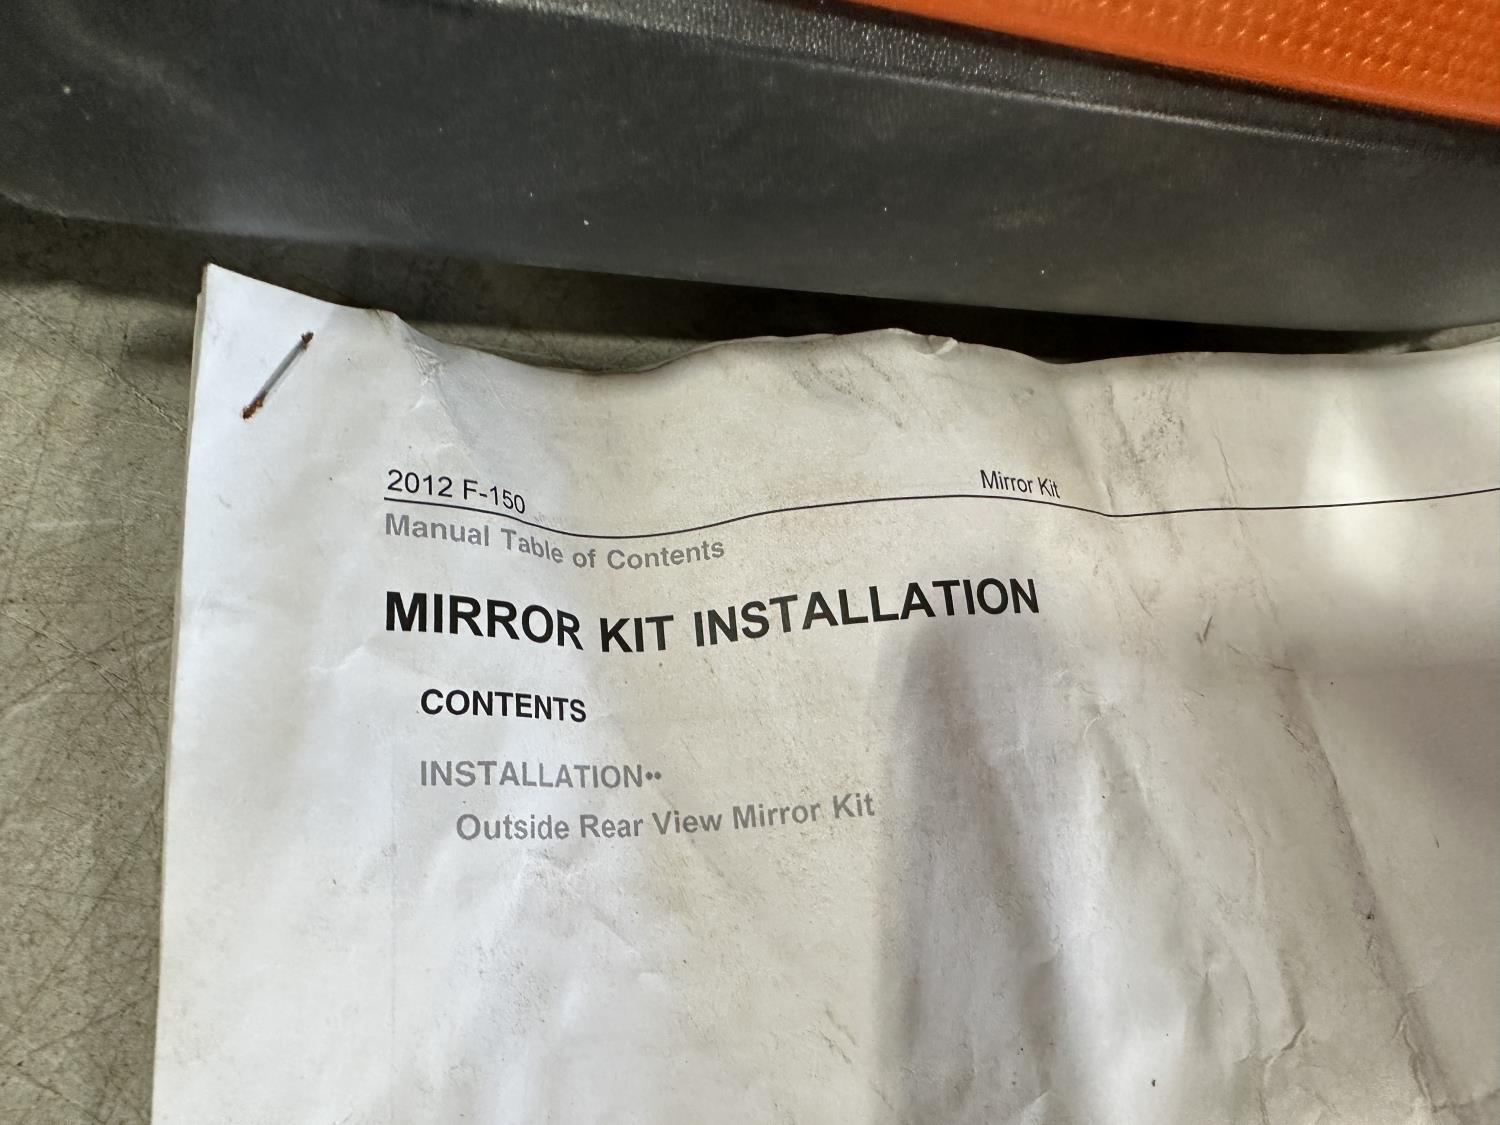 2012 F-150 Mirror Kit
Manual Table of Contents
MIRROR KIT INSTALLATION
CONTENTS
INSTALLATION••
Outside Rear View Mirror Kit